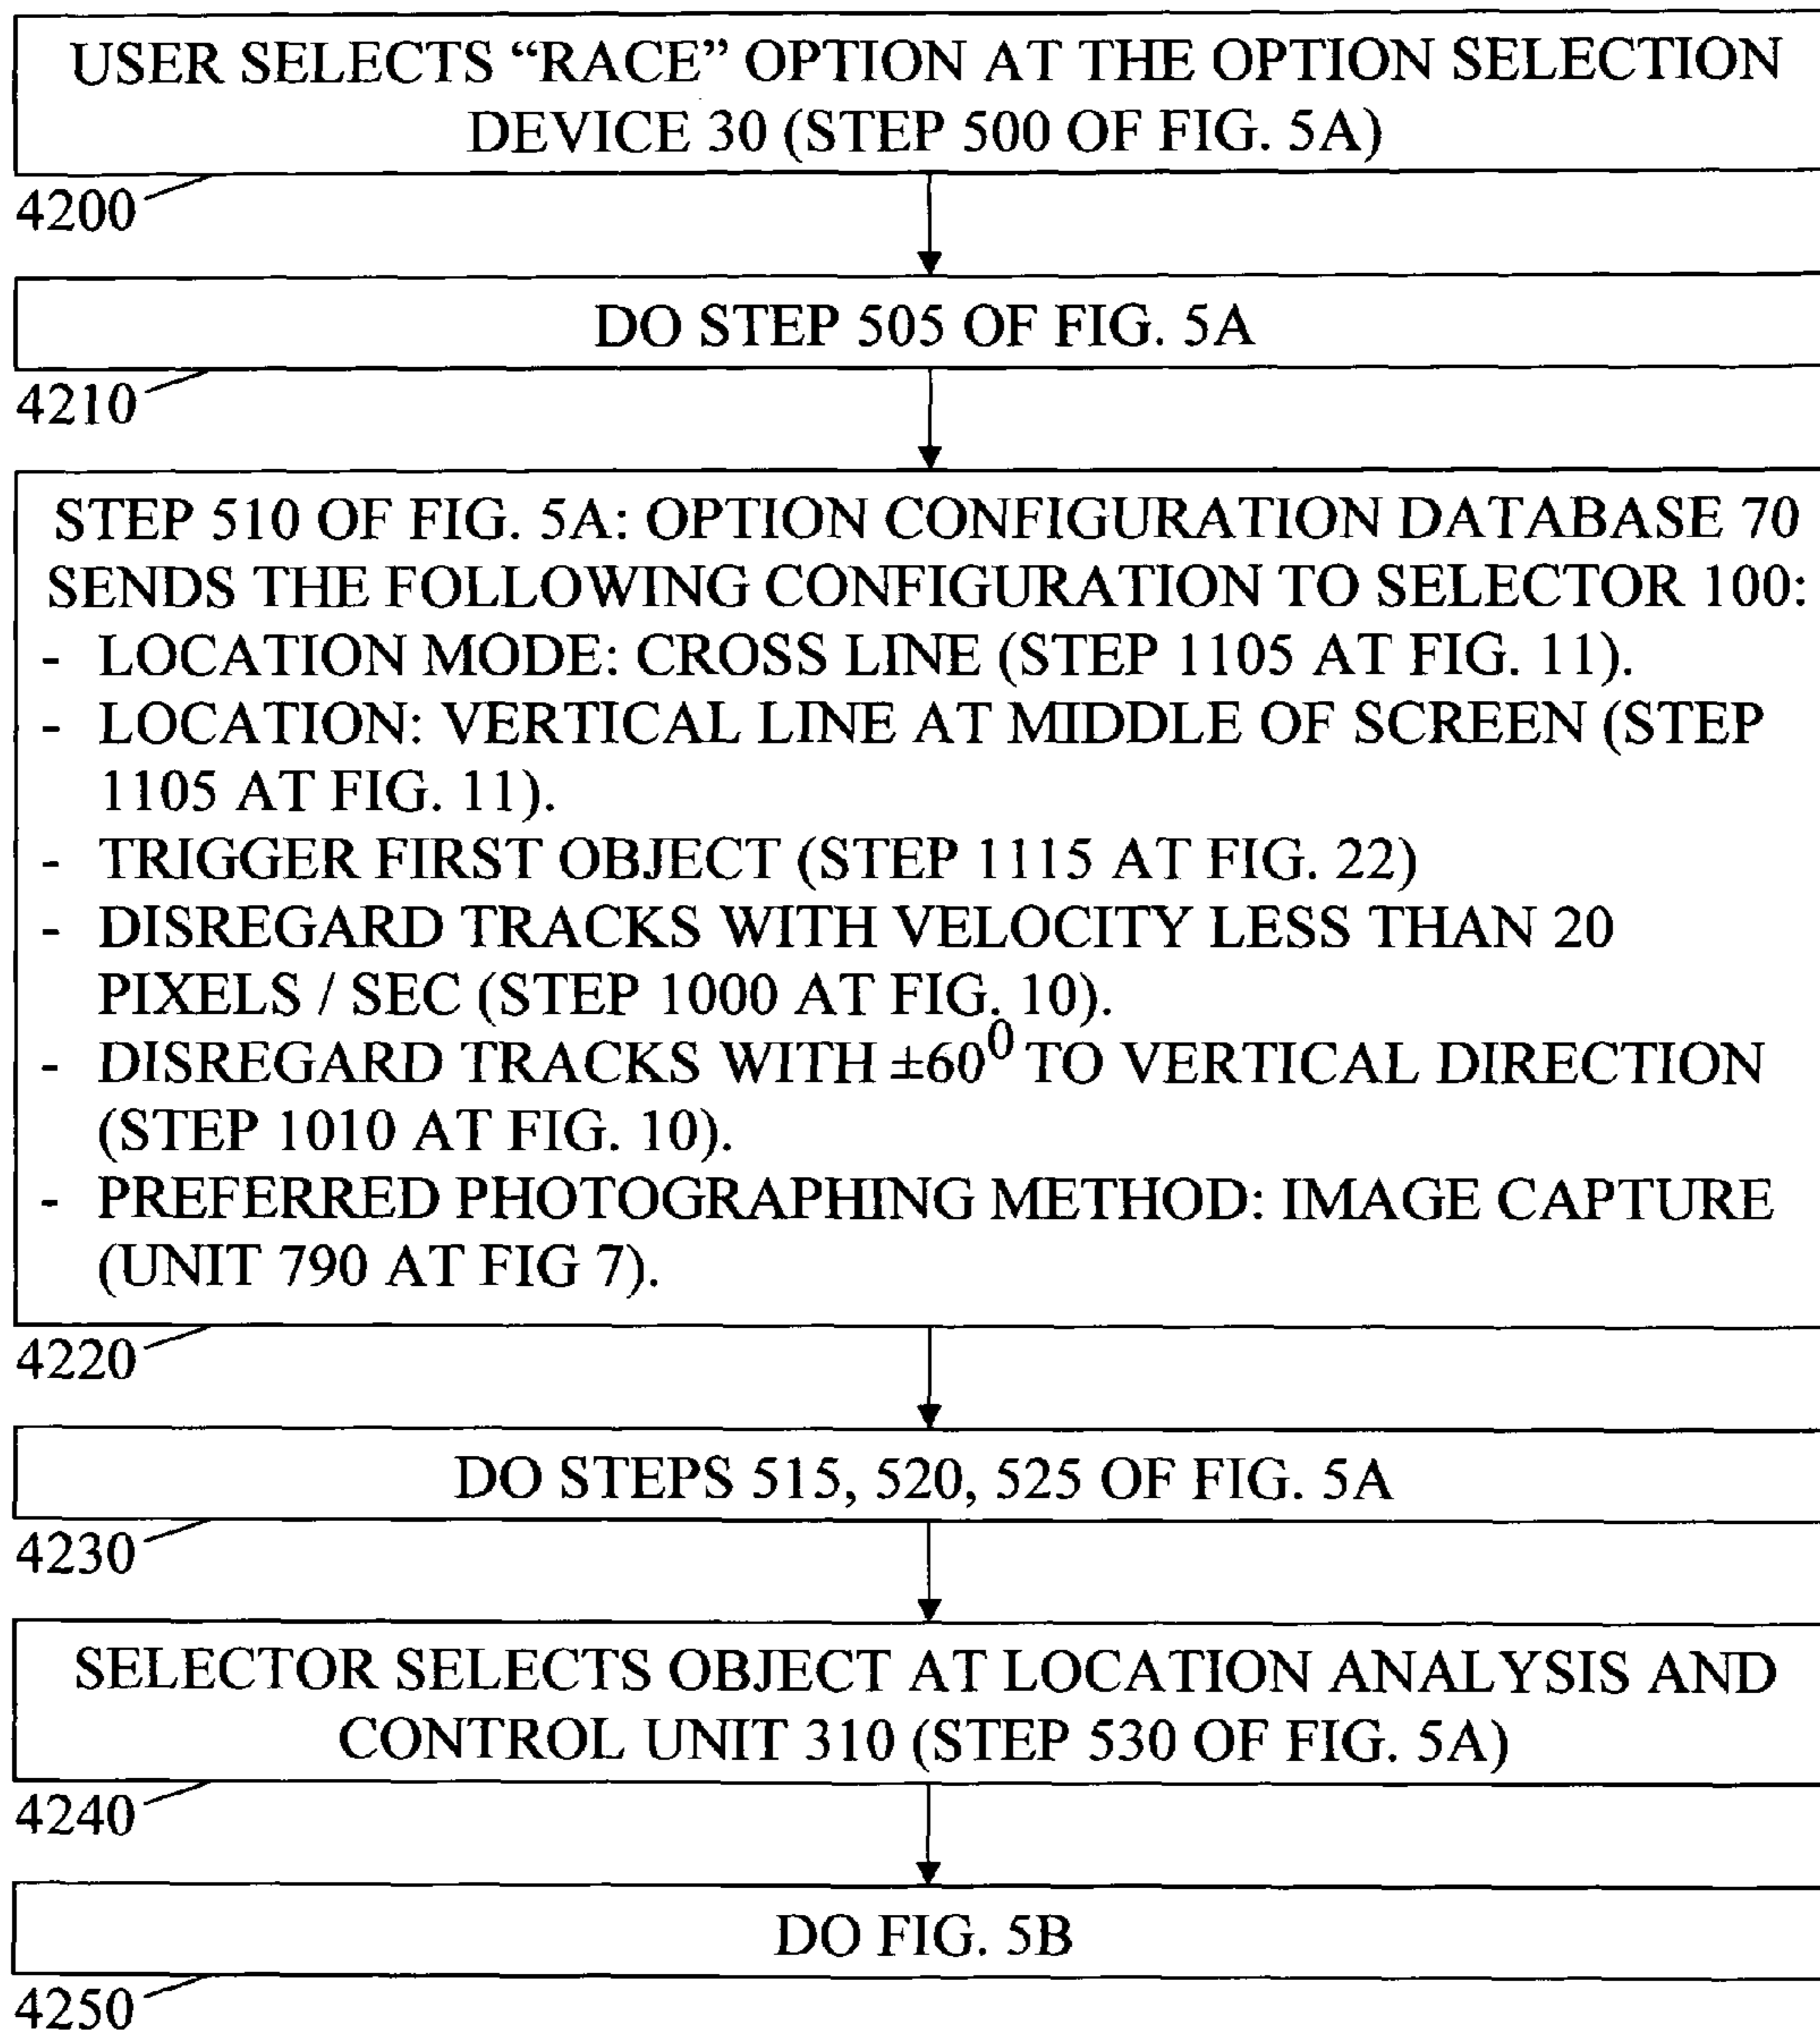 USER SELECTS “RACE” OPTION AT THE OPTION SELECTION
DEVICE 30 (STEP 500 OF FIG. 5A)
4200
DO STEP 505 OF FIG. 5A
4210
STEP 510 OF FIG. 5A: OPTION CONFIGURATION DATABASE 70
SENDS THE FOLLOWING CONFIGURATION TO SELECTOR 100:
- LOCATION MODE: CROSS LINE (STEP 1105 AT FIG. 11).
- LOCATION: VERTICAL LINE AT MIDDLE OF SCREEN (STEP
1105 AT FIG. 11).
- TRIGGER FIRST OBJECT (STEP 1115 AT FIG. 22)
- DISREGARD TRACKS WITH VELOCITY LESS THAN 20
PIXELS / SEC (STEP 1000 AT FIG. 10).
- DISREGARD TRACKS WITH ±60⁰ TO VERTICAL DIRECTION
(STEP 1010 AT FIG. 10).
- PREFERRED PHOTOGRAPHING METHOD: IMAGE CAPTURE
(UNIT 790 AT FIG 7).
4220
DO STEPS 515, 520, 525 OF FIG. 5A
4230
SELECTOR SELECTS OBJECT AT LOCATION ANALYSIS AND
CONTROL UNIT 310 (STEP 530 OF FIG. 5A)
4240
DO FIG. 5B
4250